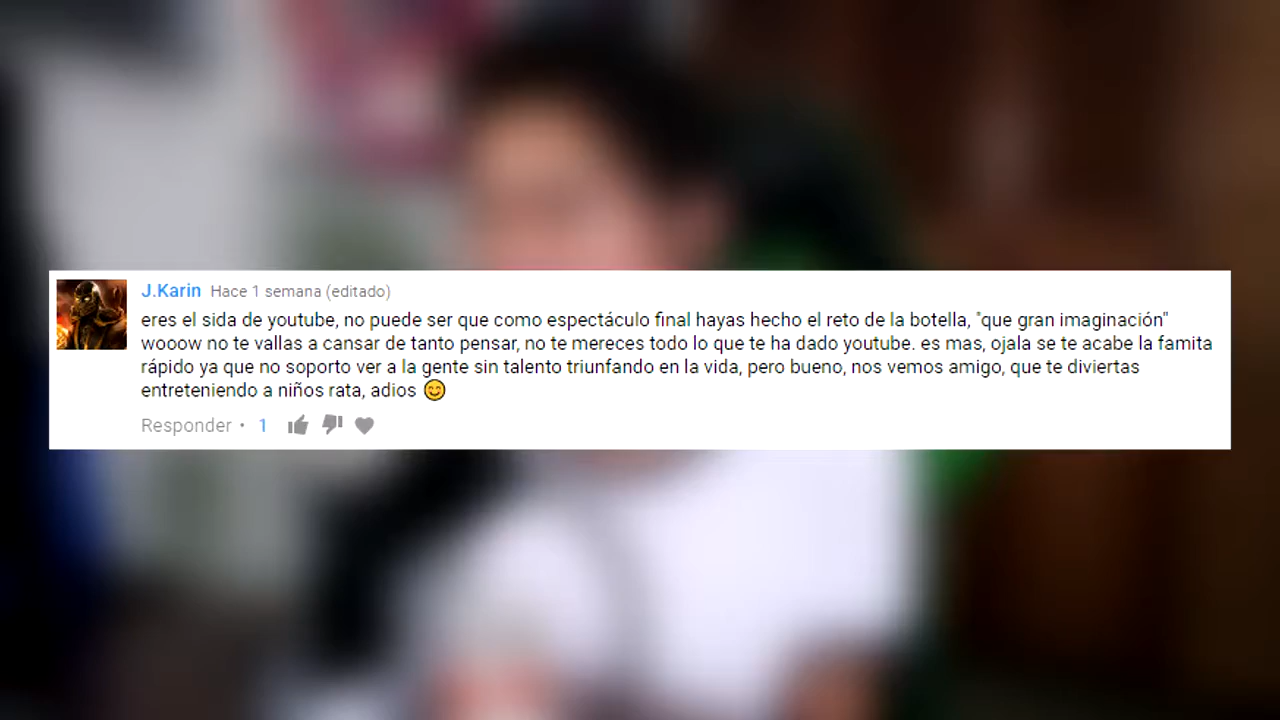 J.Karin Hace 1 semana (editado)
eres el sida de youtube, no puede ser que como espectáculo final hayas hecho el reto de la botella, "que gran imaginación"
wooow no te vallas a cansar de tanto pensar, no te mereces todo lo que te ha dado youtube. es mas, ojala se te acabe la famita
rápido ya que no soporto ver a la gente sin talento triunfando en la vida, pero bueno, nos vemos amigo, que te diviertas
entreteniendo a niños rata, adios 😊
Responder • 1